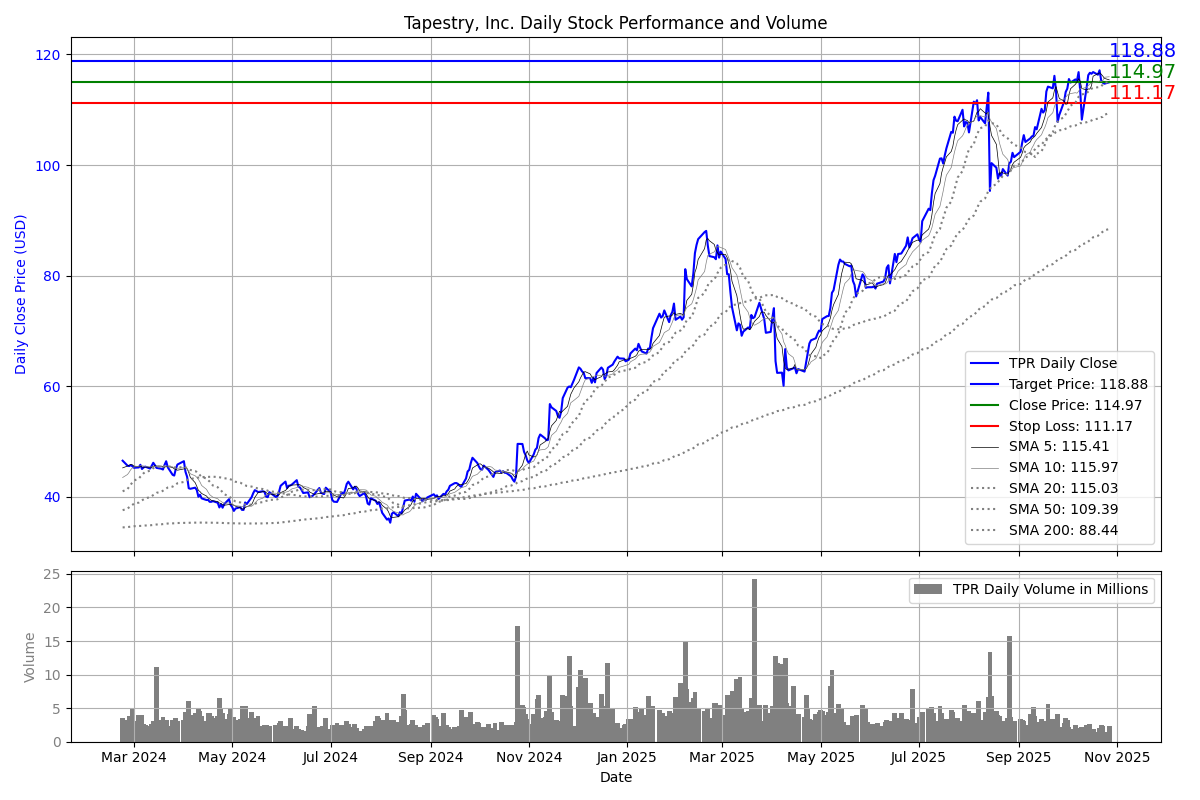 Tapestry, Inc. Daily Stock Performance and Volume
Daily Close Price (USD)
120
100
80
60
40
118.88
114.97
111.17
TPR Daily Close
Target Price: 118.88
Close Price: 114.97
Stop Loss: 111.17
SMA 5: 115.41
SMA 10: 115.97
SMA 20: 115.03
SMA 50: 109.39
SMA 200: 88.44
Volume
25
20
15
10
5
0
TPR Daily Volume in Millions
Mar 2024
May 2024
Jul 2024
Sep 2024
Nov 2024
Jan 2025
Mar 2025
May 2025
Jul 2025
Sep 2025
Nov 2025
Date